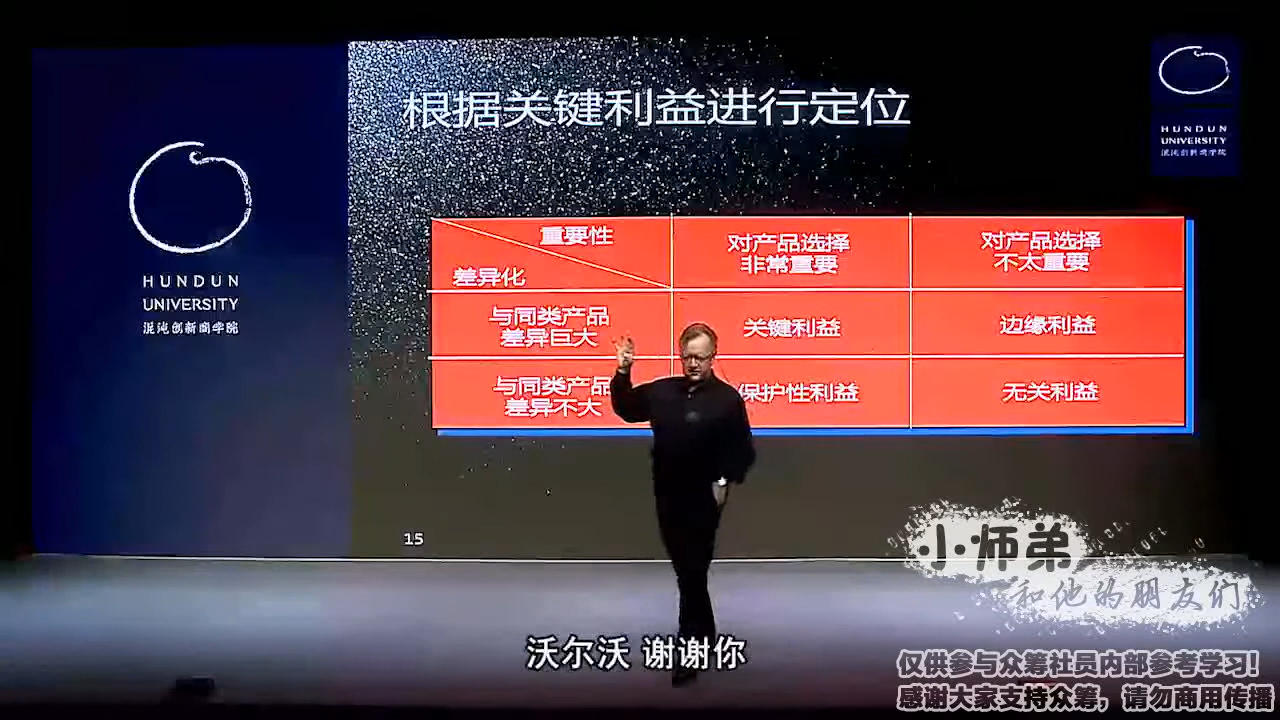 根据关键利益进行定位
HUNDUN
UNIVERSITY
混沌创新商学院
HUNDUN
UNIVERSITY
混沌创新商学院
重要性
差异化
对产品选择
非常重要
对产品选择
不太重要
与同类产品
差异巨大
关键利益
边缘利益
与同类产品
差异不大
保护性利益
无关利益
15
小师弟
和他的朋友们
沃尔沃 谢谢你
仅供参与众筹社员内部参考学习!
感谢大家支持众筹，请勿商用传播